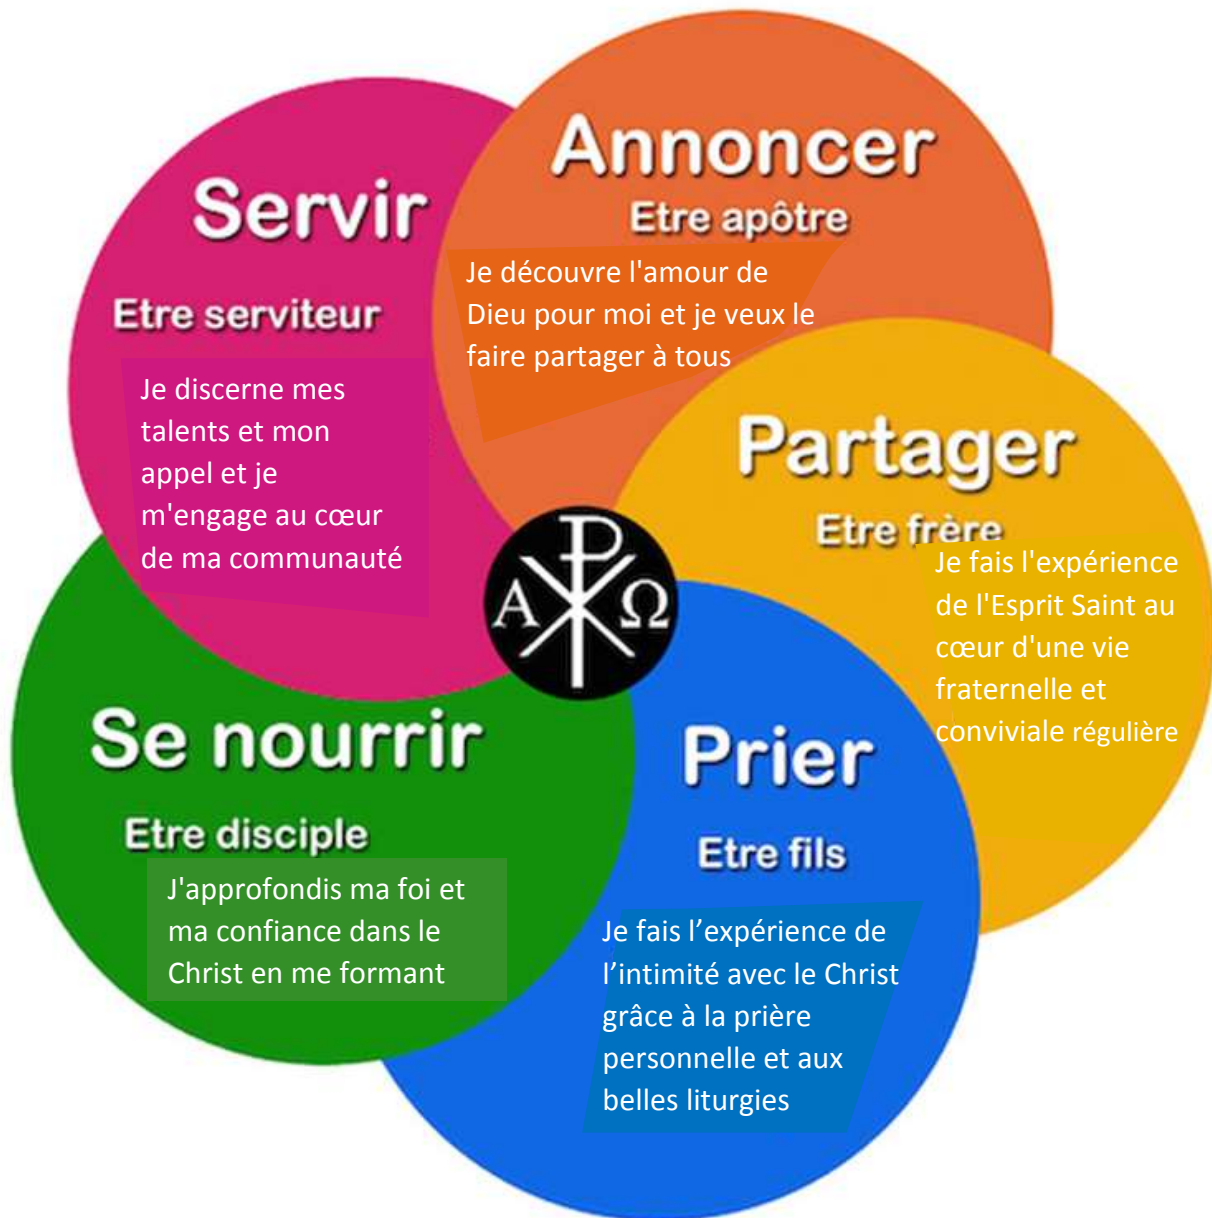 Annoncer
Etre apôtre
Je découvre l'amour de
Dieu pour moi et je veux le
faire partager à tous
Servir
Etre serviteur
Je discerne mes
talents et mon
appel et je
m'engage au cœur
de ma communauté
Partager
Etre frère
Je fais l'expérience
de l'Esprit Saint au
cœur d'une vie
fraternelle et
conviviale régulière
Α Ω
Se nourrir
Etre disciple
J'approfondis ma foi et
ma confiance dans le
Christ en me formant
Prier
Etre fils
Je fais l’expérience de
l’intimité avec le Christ
grâce à la prière
personnelle et aux
belles liturgies